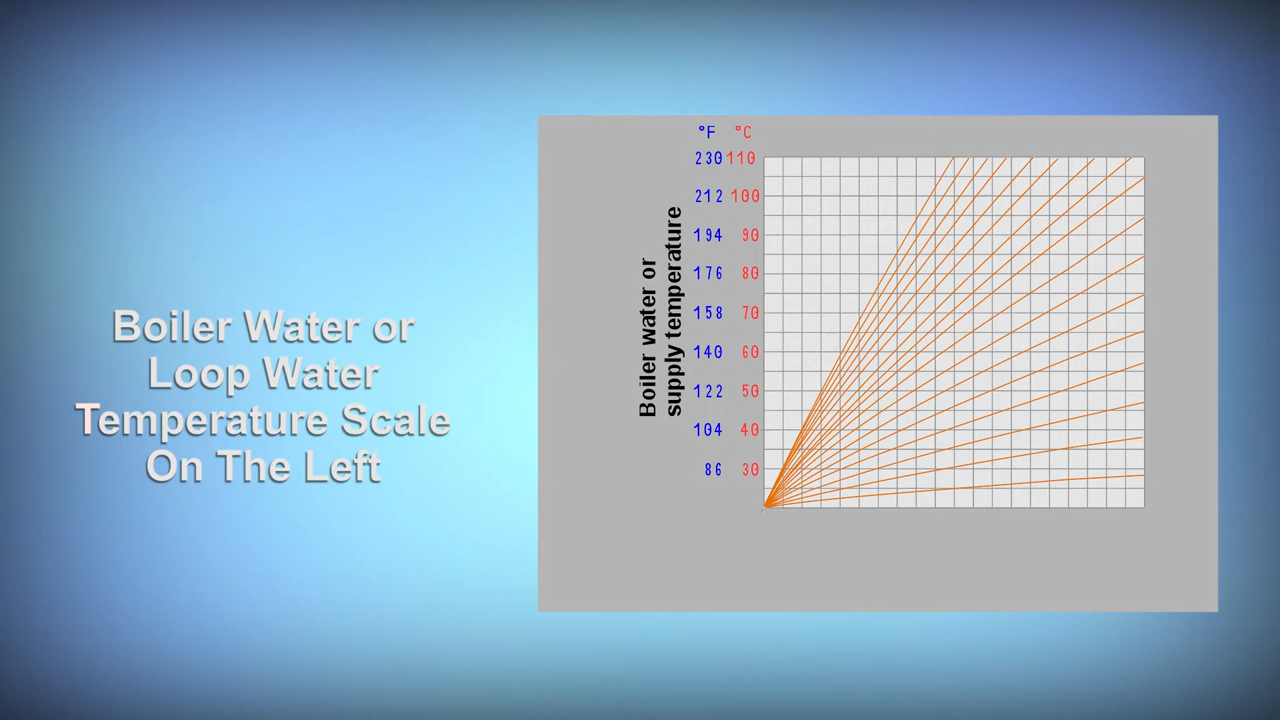 Boiler Water or
Loop Water
Temperature Scale
On The Left
Boiler water or
supply temperature
°F °C
230 110
212 100
194 90
176 80
158 70
140 60
122 50
104 40
86 30